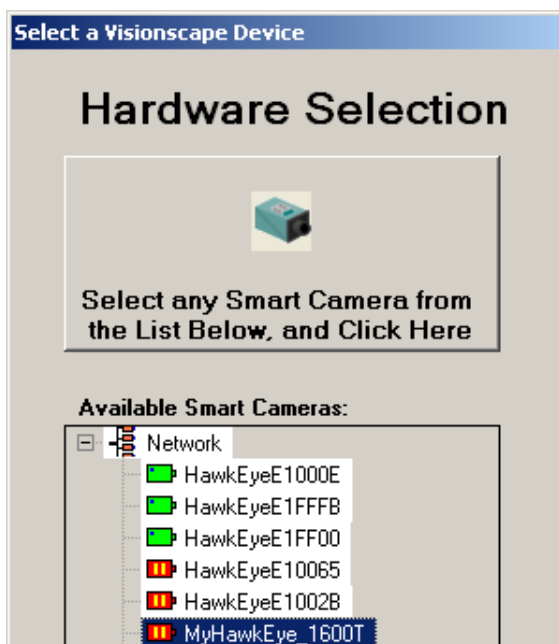 Select a Visionscape Device
Hardware Selection
Select any Smart Camera from
the List Below, and Click Here
Available Smart Cameras:
Network
HawkEyeE1000E
HawkEyeE1FFFB
HawkEyeE1FF00
HawkEyeE10065
HawkEyeE1002B
MyHawkEye_1600T